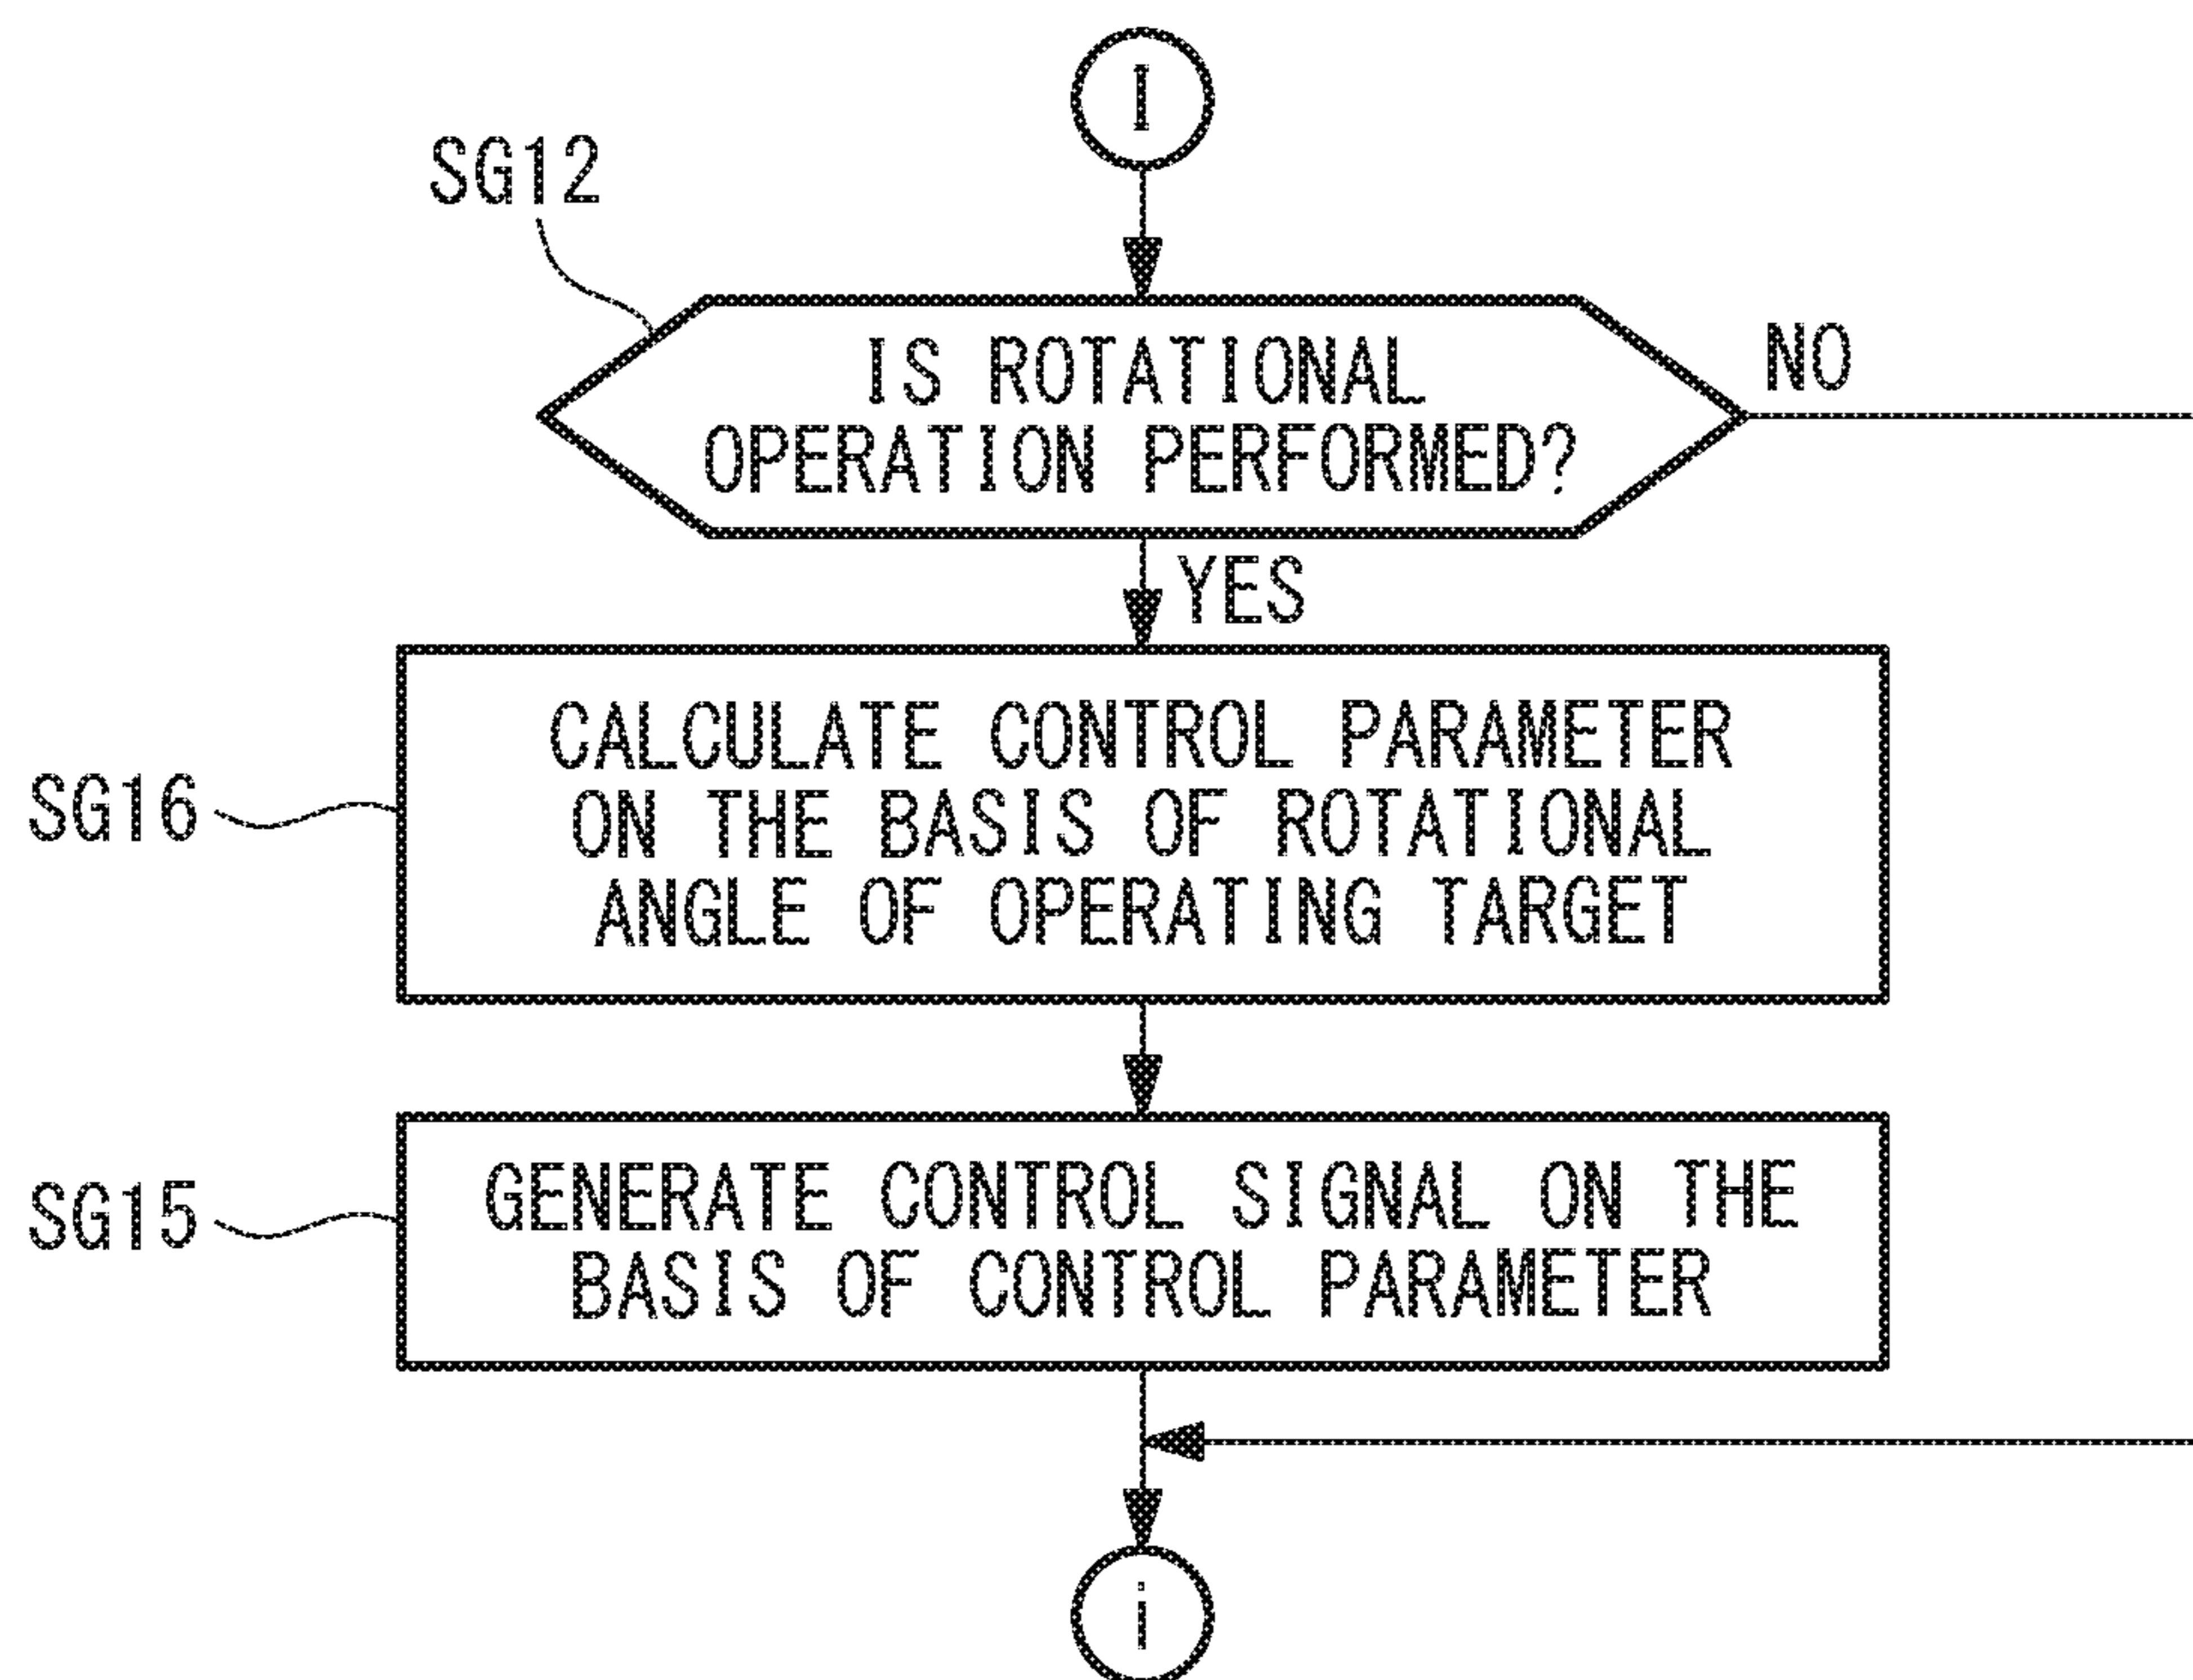 I
SG12
IS ROTATIONAL
OPERATION PERFORMED?
NO
YES
SG16
CALCULATE CONTROL PARAMETER
ON THE BASIS OF ROTATIONAL
ANGLE OF OPERATING TARGET
SG15
GENERATE CONTROL SIGNAL ON THE
BASIS OF CONTROL PARAMETER
i